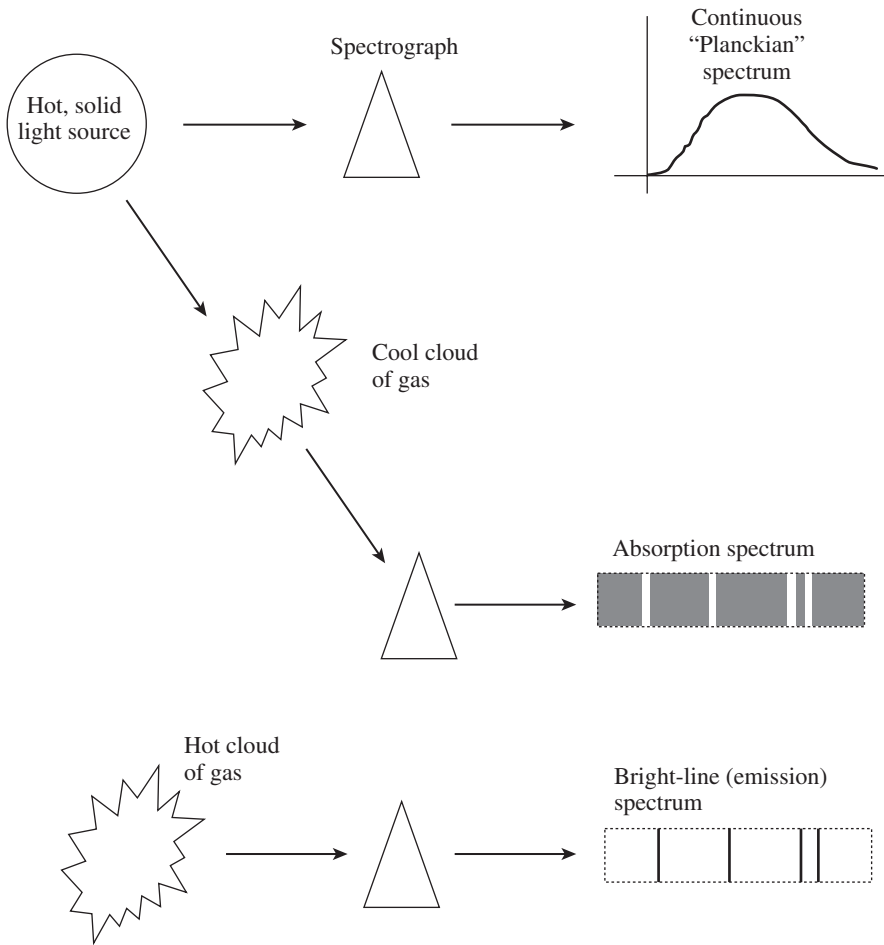 Hot, solid
light source
Spectrograph
Continuous
“Planckian”
spectrum
Cool cloud
of gas
Absorption spectrum
Hot cloud
of gas
Bright-line (emission)
spectrum